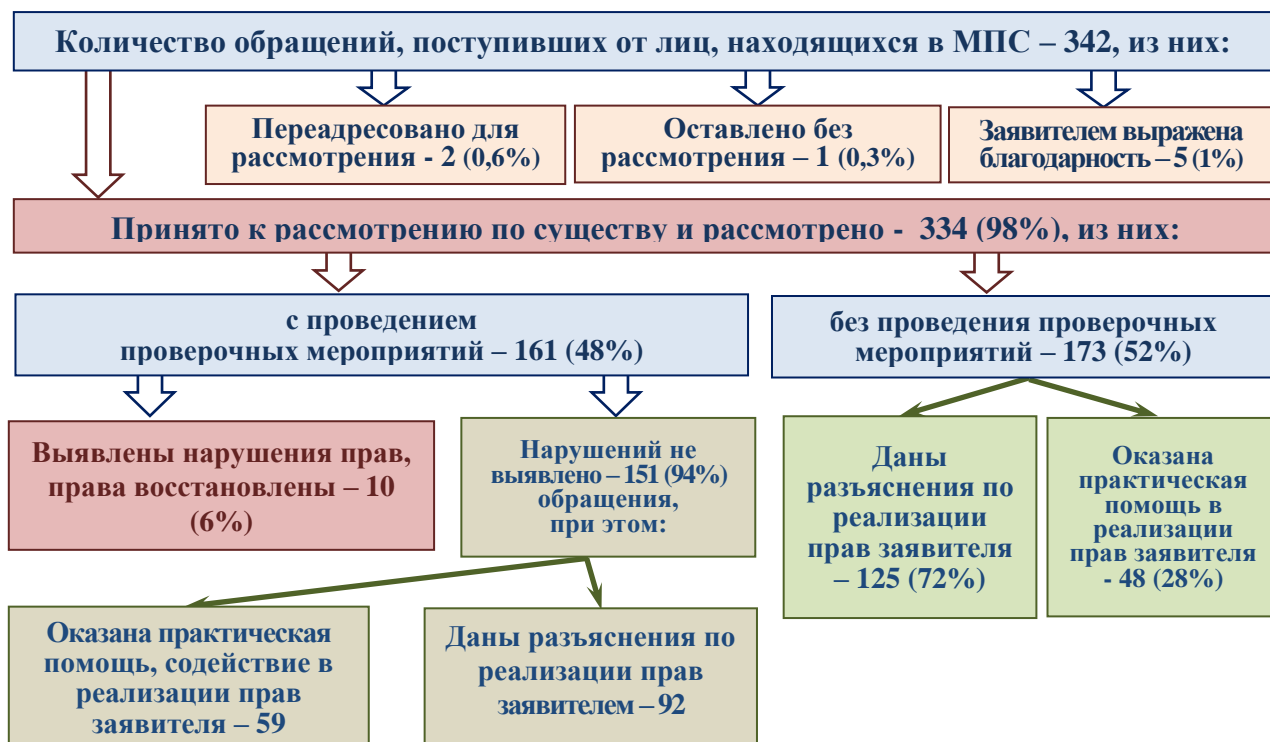 Количество обращений, поступивших от лиц, находящихся в МПС – 342, из них:
Переадресовано для
рассмотрения - 2 (0,6%)
Оставлено без
рассмотрения – 1 (0,3%)
Заявителем выражена
благодарность – 5 (1%)
Принято к рассмотрению по существу и рассмотрено - 334 (98%), из них:
с проведением
проверочных мероприятий – 161 (48%)
без проведения проверочных
мероприятий – 173 (52%)
Выявлены нарушения прав,
права восстановлены – 10
(6%)
Нарушений не
выявлено – 151 (94%)
обращения,
при этом:
Даны
разъяснения по
реализации
прав заявителя
– 125 (72%)
Оказана
практическая
помощь в
реализации
прав заявителя
- 48 (28%)
Оказана практическая
помощь, содействие в
реализации прав
заявителя – 59
Даны разъяснения по
реализации прав
заявителем – 92